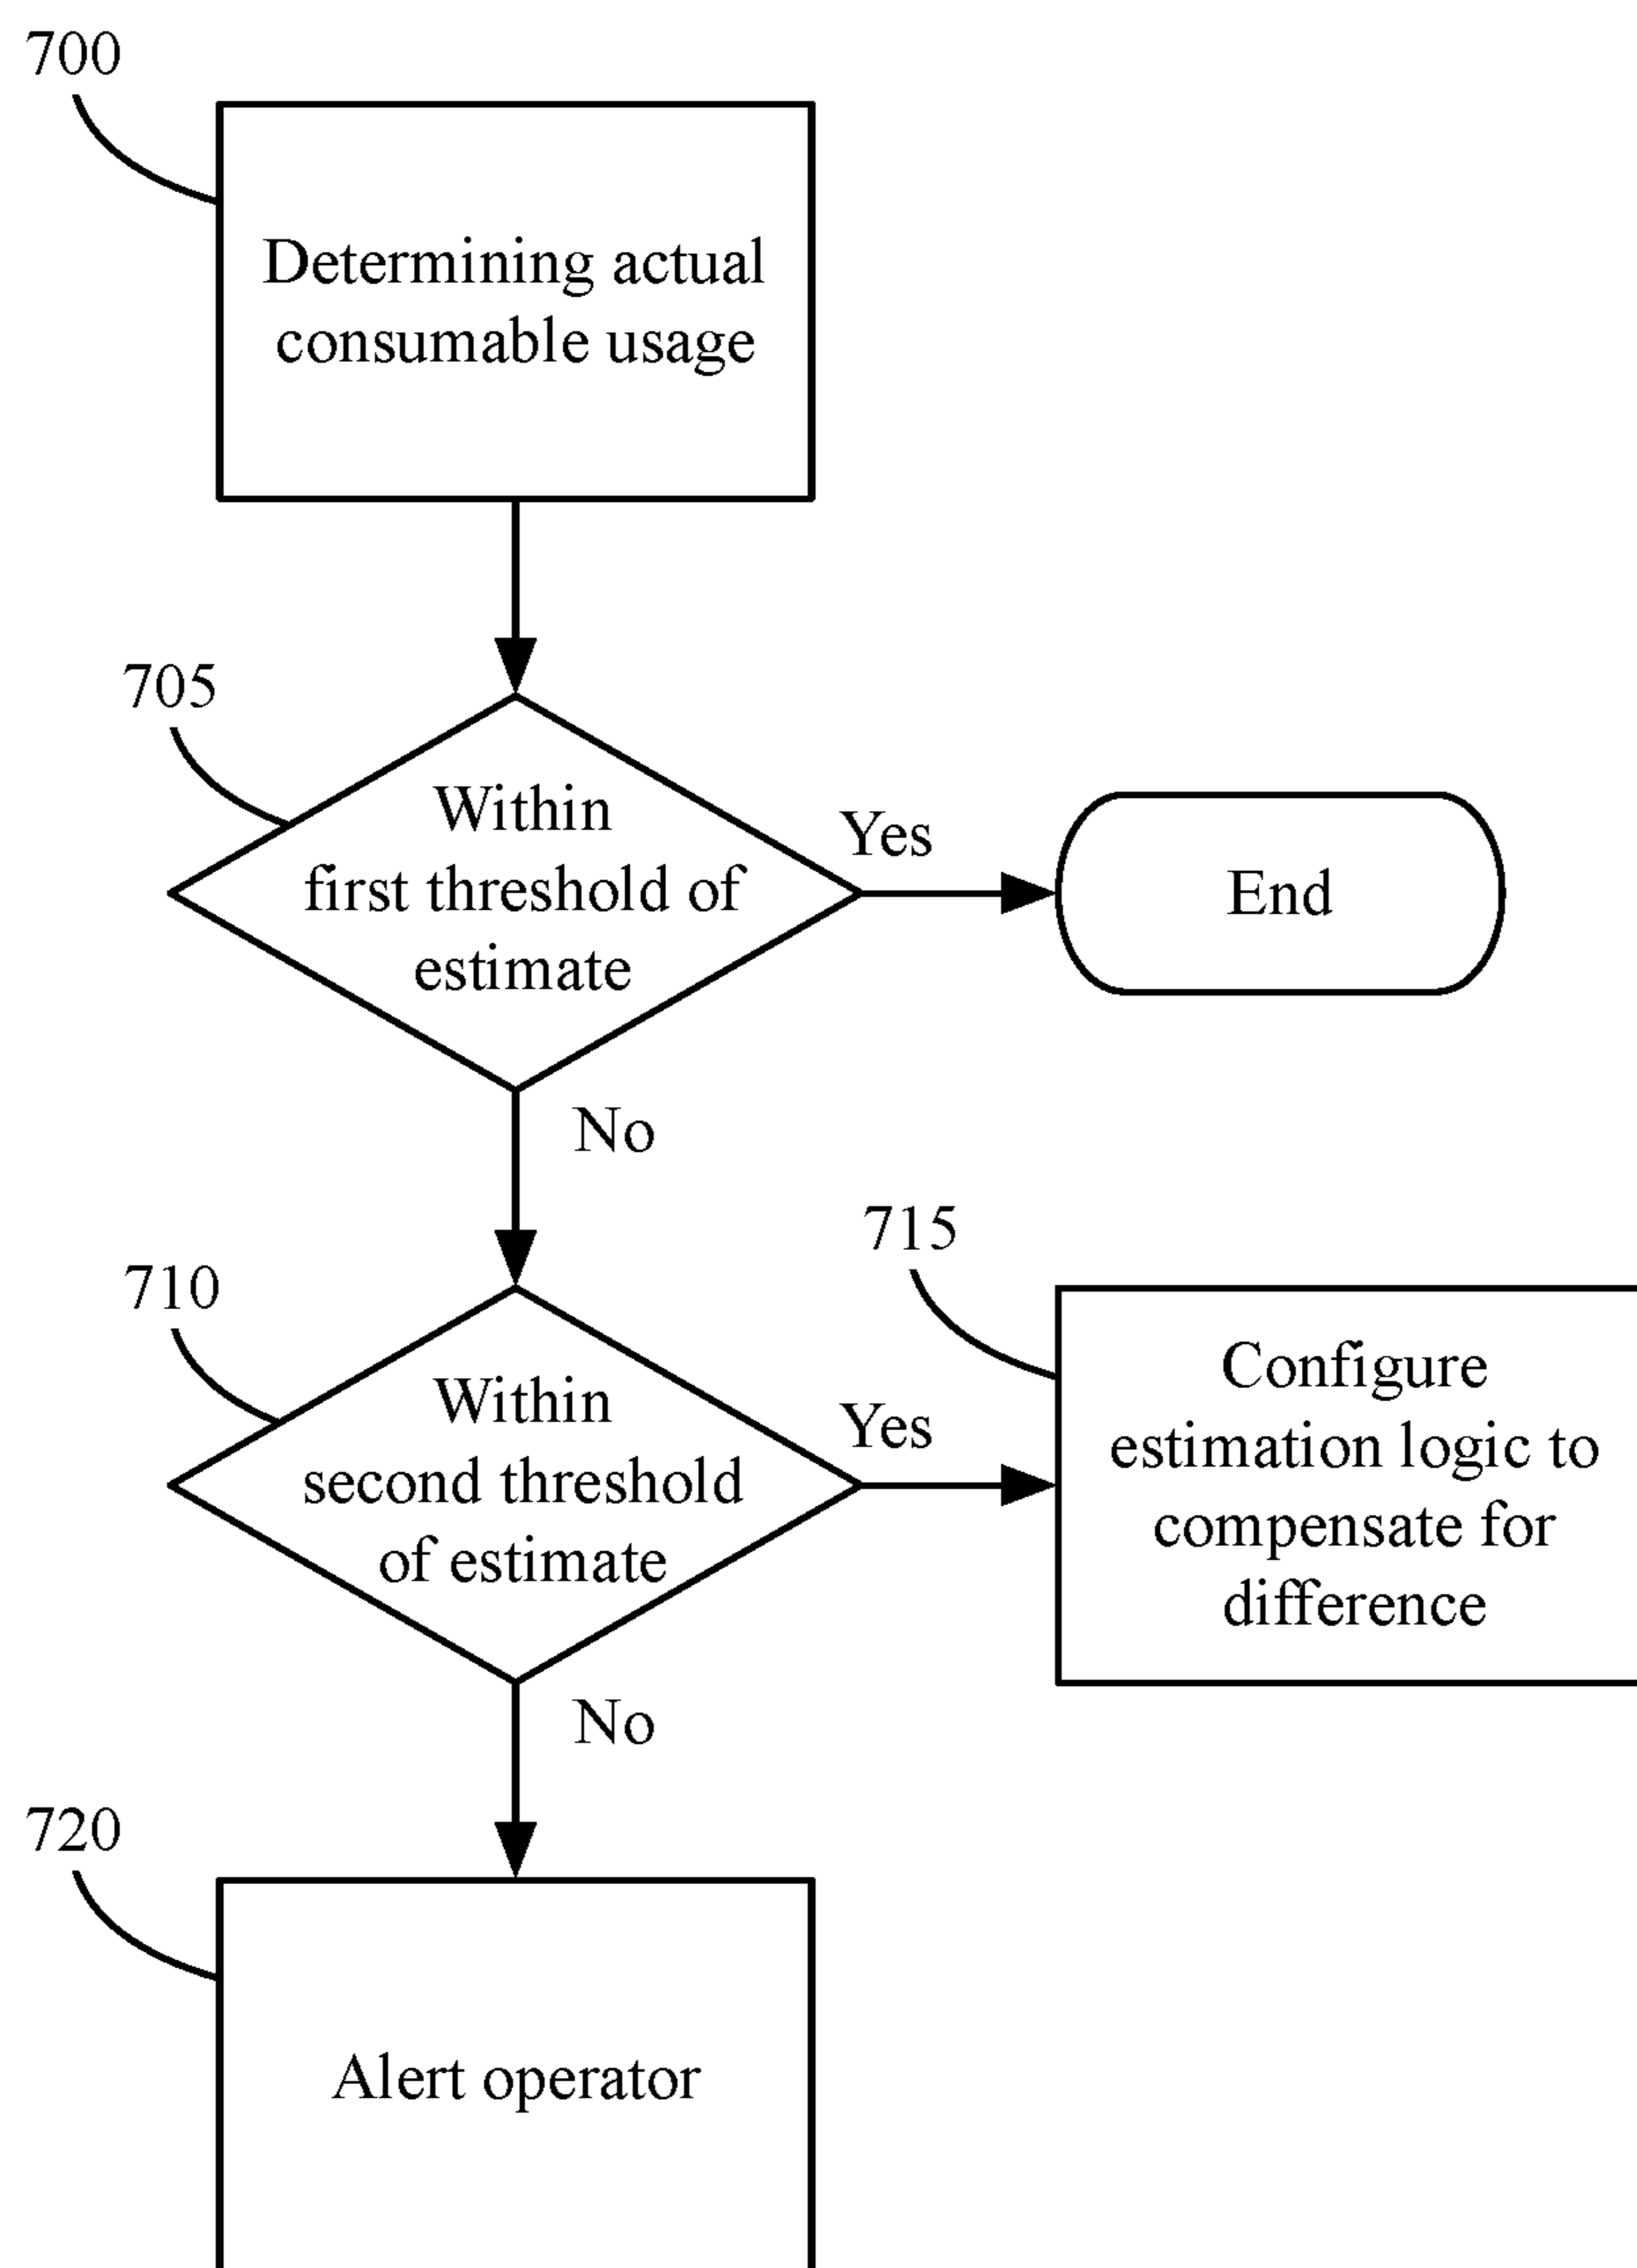 700
Determining actual
consumable usage
705
Within
first threshold of
estimate
Yes
End
No
710
Within
second threshold
of estimate
Yes
715
Configure
estimation logic to
compensate for
difference
No
720
Alert operator